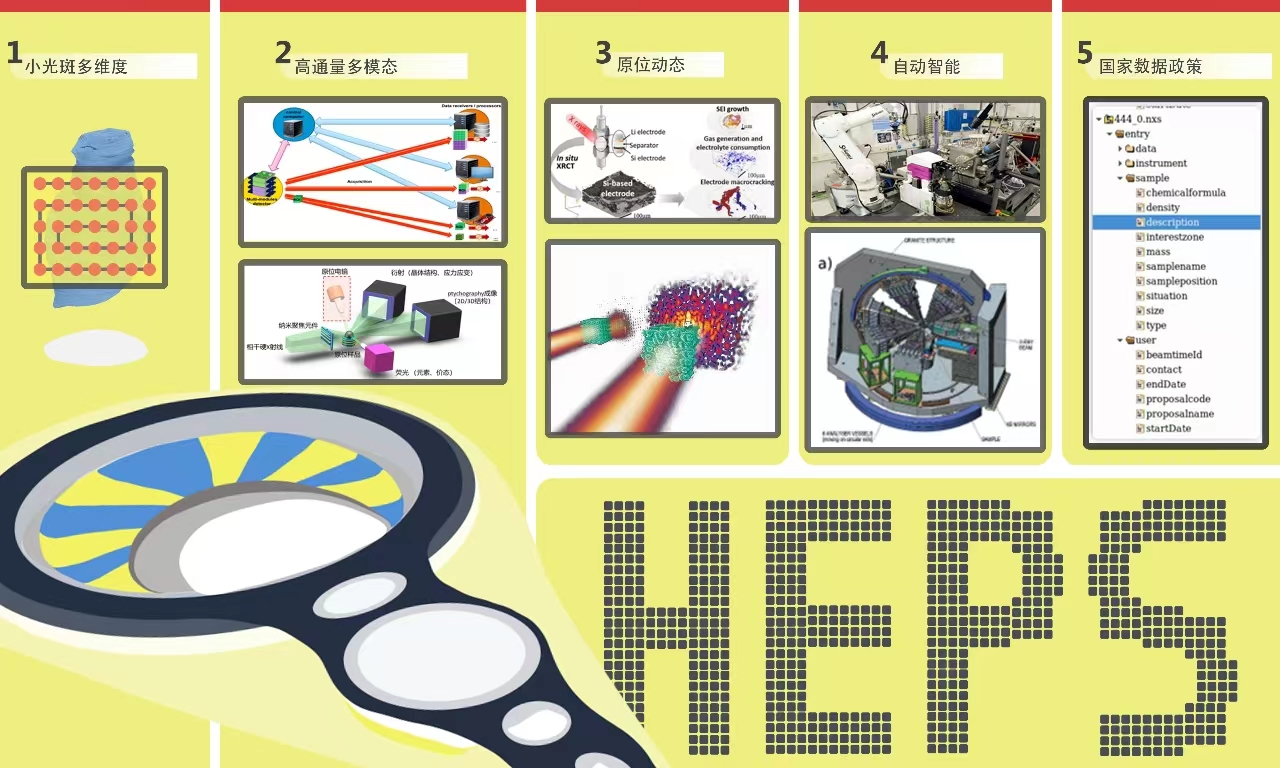 1
小光斑多维度
2
高通量多模态
Data receivers / processors
Acquisition
Multi-modules
detector
原位电镜
衍射（晶体结构、应力应变）
ptychography成像
(2D/3D结构)
纳米聚焦元件
相干硬x射线
原位样品
荧光（元素、价态）
3
原位动态
X rays
In situ
XRCT
Li electrode
Separator
Si electrode
Si-based
electrode
100μm
SEI growth
1μm
Gas generation and
electrolyte consumption
100μm
Electrode macrocracking
100μm
4
自动智能
a)
GRANITE STRUCTURE
X-RAY
BEAM
SAMPLE
5
国家数据政策
444_0.nxs
entry
data
instrument
sample
chemicalformula
density
description
interestzone
mass
samplename
sampleposition
situation
size
type
user
beamtimeId
contact
endDate
proposalcode
proposalname
startDate
HEPS